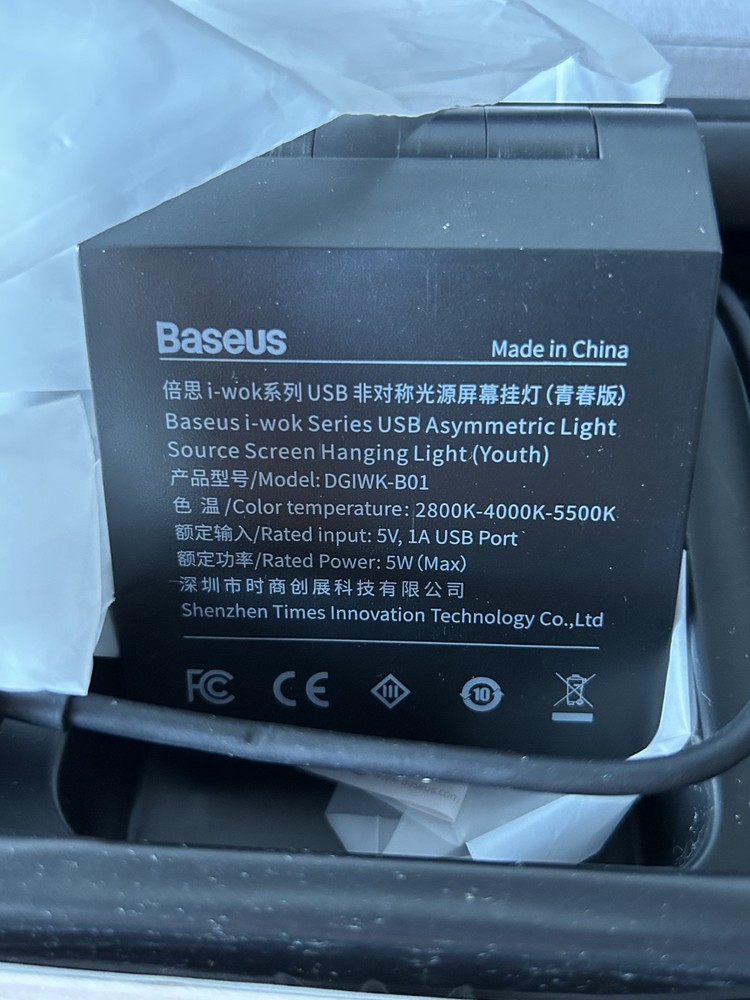 Baseus
Made in China
倍思 i-wok系列 USB 非对称光源屏幕挂灯(青春版)
Baseus i-wok Series USB Asymmetric Light
Source Screen Hanging Light (Youth)
产品型号/Model: DGIWK-B01
色 温/Color temperature: 2800K-4000K-5500K
额定输入/Rated input: 5V, 1A USB Port
额定功率/Rated Power: 5W(Max)
深圳市时商创展科技有限公司
Shenzhen Times Innovation Technology Co.,Ltd
FC CE III 10